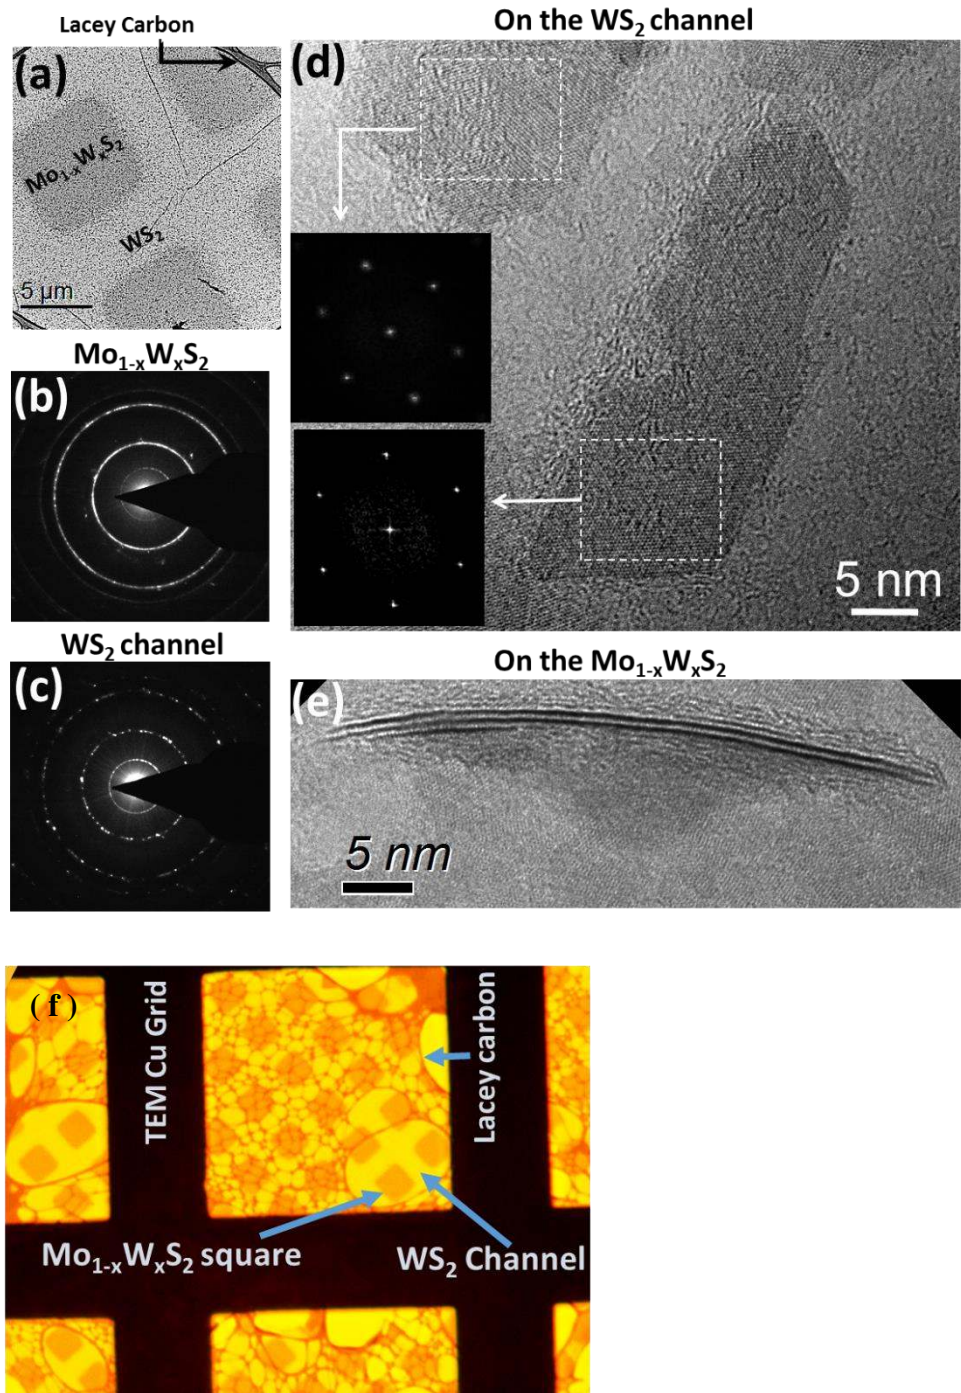 Lacey Carbon
(a)
Mo₁₋ₓWₓS₂
WS₂
5 µm
Mo₁₋ₓWₓS₂
(b)
WS₂ channel
(c)
On the WS₂ channel
(d)
5 nm
On the Mo₁₋ₓWₓS₂
(e)
5 nm
( f )
TEM Cu Grid
Lacey carbon
Mo₁₋ₓWₓS₂ square
WS₂ Channel